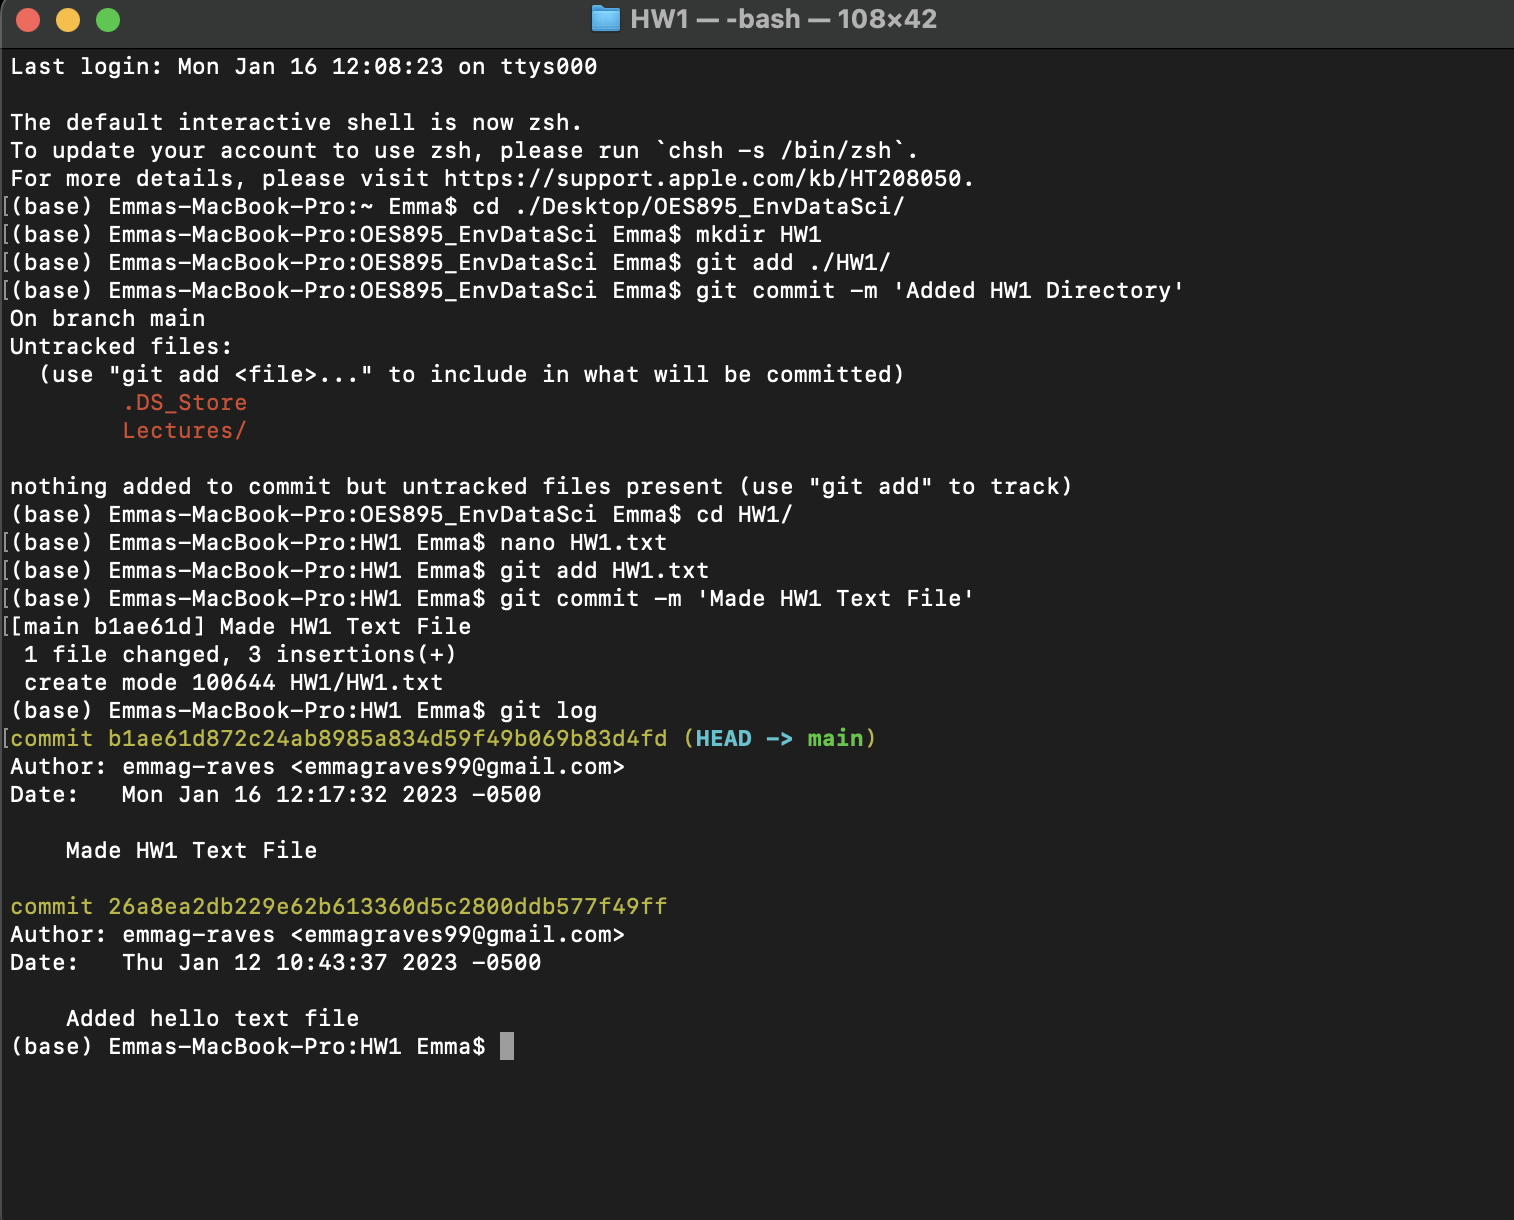 HW1 — -bash — 108×42
Last login: Mon Jan 16 12:08:23 on ttys000
The default interactive shell is now zsh.
To update your account to use zsh, please run `chsh -s /bin/zsh`.
For more details, please visit https://support.apple.com/kb/HT208050.
[(base) Emmas-MacBook-Pro:~ Emma$ cd ./Desktop/OES895_EnvDataSci/
[(base) Emmas-MacBook-Pro:OES895_EnvDataSci Emma$ mkdir HW1
[(base) Emmas-MacBook-Pro:OES895_EnvDataSci Emma$ git add ./HW1/
[(base) Emmas-MacBook-Pro:OES895_EnvDataSci Emma$ git commit -m 'Added HW1 Directory'
On branch main
Untracked files:
  (use "git add <file>..." to include in what will be committed)
        .DS_Store
        Lectures/
nothing added to commit but untracked files present (use "git add" to track)
(base) Emmas-MacBook-Pro:OES895_EnvDataSci Emma$ cd HW1/
[(base) Emmas-MacBook-Pro:HW1 Emma$ nano HW1.txt
[(base) Emmas-MacBook-Pro:HW1 Emma$ git add HW1.txt
[(base) Emmas-MacBook-Pro:HW1 Emma$ git commit -m 'Made HW1 Text File'
[[main b1ae61d] Made HW1 Text File
 1 file changed, 3 insertions(+)
 create mode 100644 HW1/HW1.txt
(base) Emmas-MacBook-Pro:HW1 Emma$ git log
[commit b1ae61d872c24ab8985a834d59f49b069b83d4fd (HEAD -> main)
Author: emmag-raves <emmagraves99@gmail.com>
Date:   Mon Jan 16 12:17:32 2023 -0500
    Made HW1 Text File
commit 26a8ea2db229e62b613360d5c2800ddb577f49ff
Author: emmag-raves <emmagraves99@gmail.com>
Date:   Thu Jan 12 10:43:37 2023 -0500
    Added hello text file
(base) Emmas-MacBook-Pro:HW1 Emma$